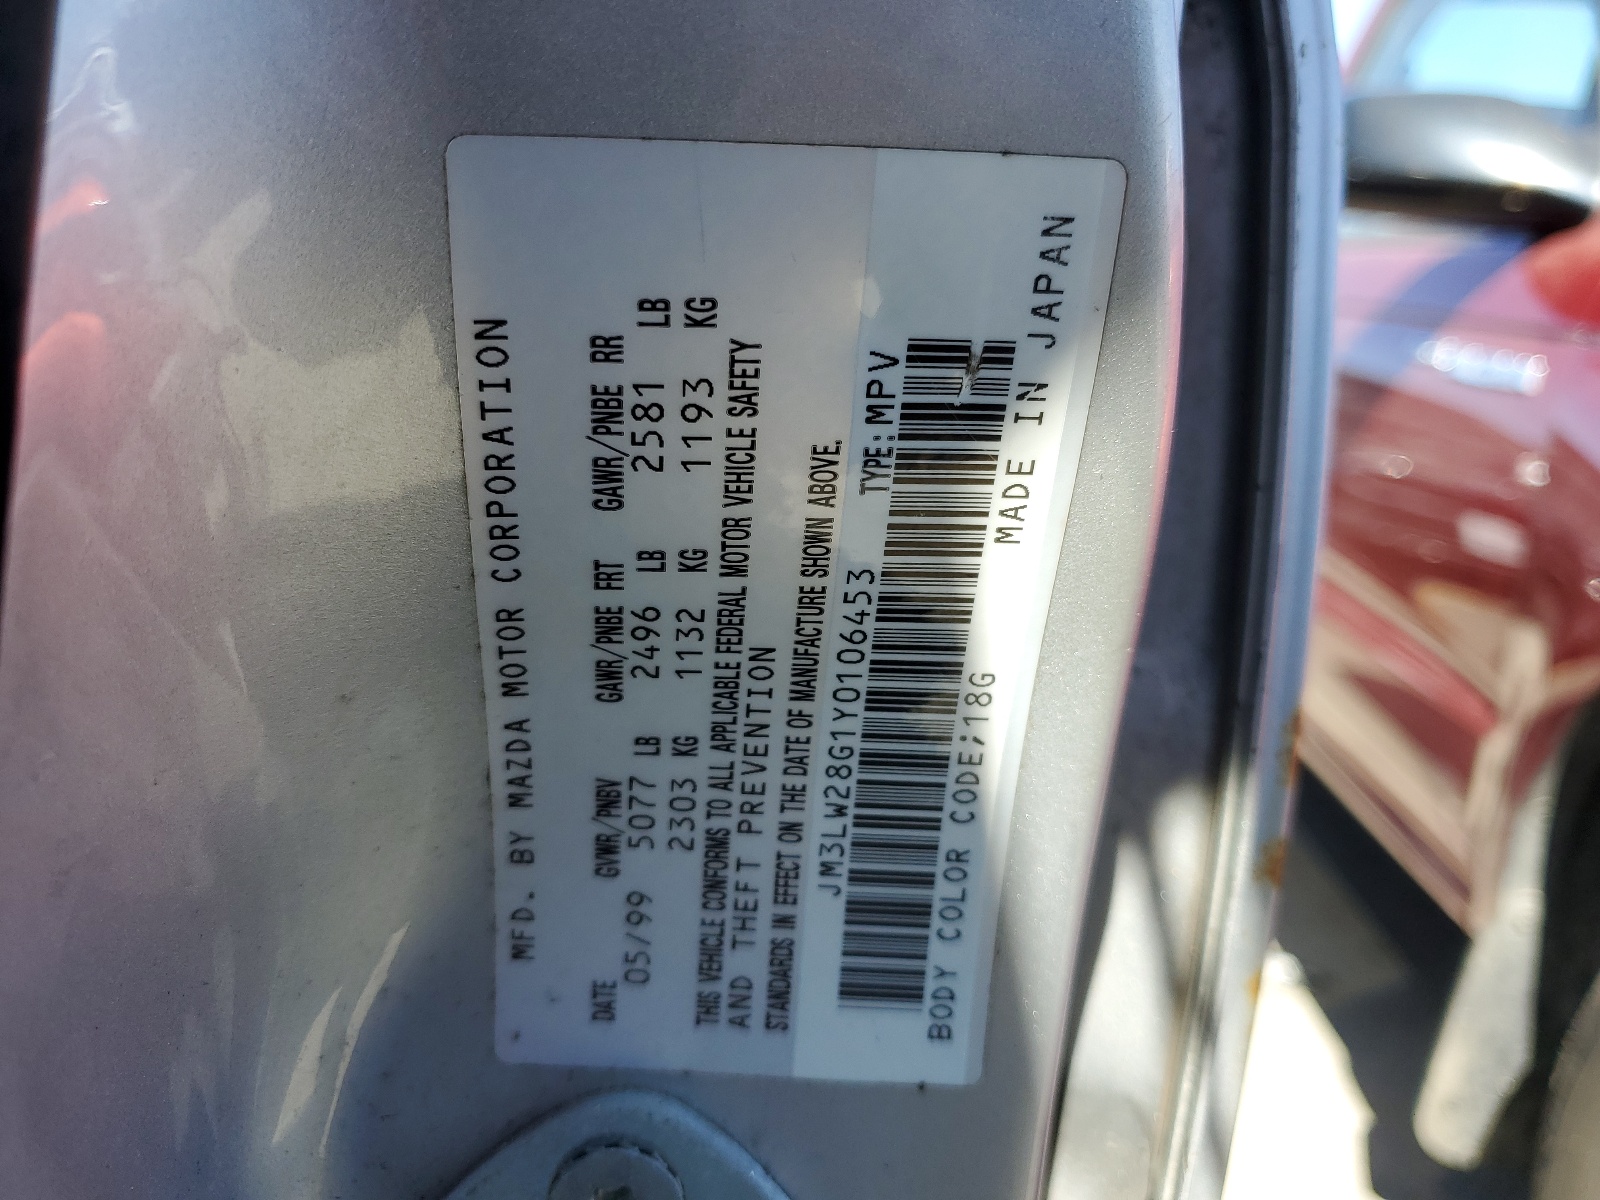 MFD. BY MAZDA MOTOR CORPORATION
DATE GVWR/PNBV GAWR/PNBE FRT GAWR/PNBE RR
05/99 5077 LB 2496 LB 2581 LB
2303 KG 1132 KG 1193 KG
THIS VEHICLE CONFORMS TO ALL APPLICABLE FEDERAL MOTOR VEHICLE SAFETY
AND THEFT PREVENTION
STANDARDS IN EFFECT ON THE DATE OF MANUFACTURE SHOWN ABOVE.
JM3LW28G1Y0106453 TYPE:MPV
BODY COLOR CODE;18G MADE IN JAPAN